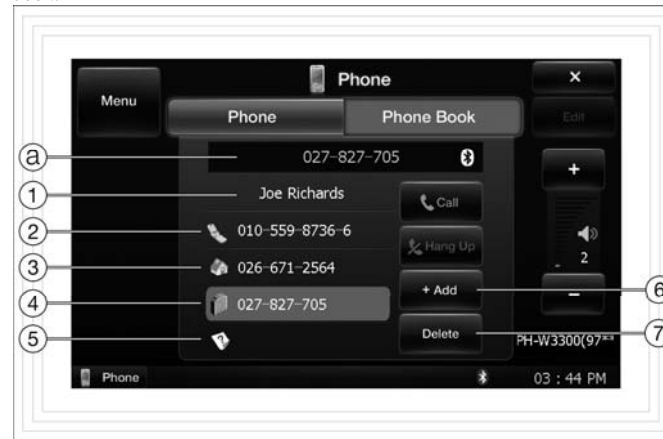 Phone
×
Menu
Phone
Phone Book
Edit
ⓐ
027-827-705
+
① Joe Richards
Call
② 010-559-8736-6
Hang Up
2
③ 026-671-2564
+ Add
⑥
④ 027-827-705
−
⑤
Delete
⑦
PH-W3300(97**
Phone
03 : 44 PM